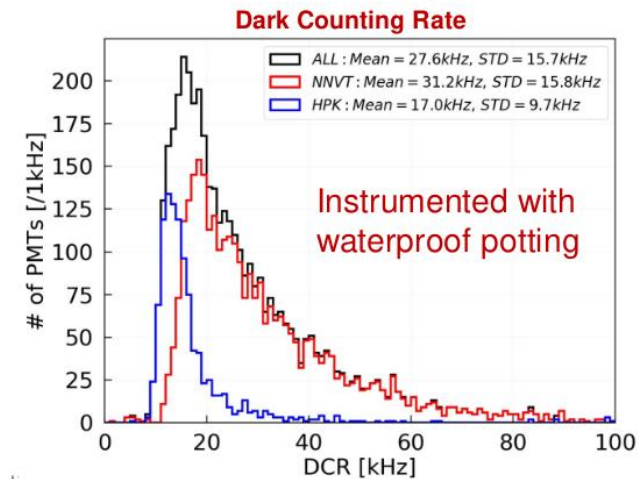 Dark Counting Rate
ALL: Mean = 27.6kHz, STD = 15.7kHz
NNVT: Mean = 31.2kHz, STD = 15.8kHz
HPK: Mean = 17.0kHz, STD = 9.7kHz
Instrumented with
waterproof potting
# of PMTs [/1kHz]
200
175
150
125
100
75
50
25
0
0 20 40 60 80 100
DCR [kHz]